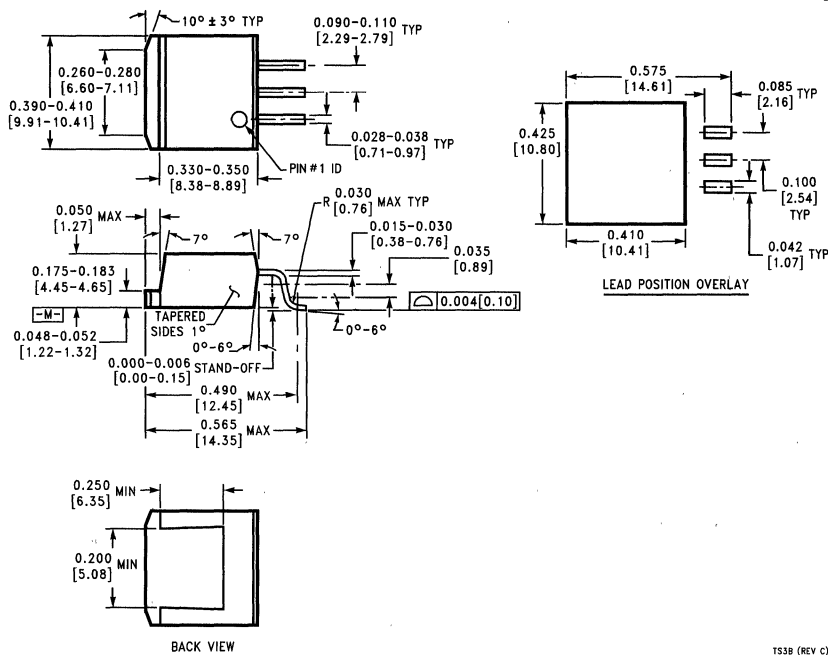 10° ± 3° TYP
0.090–0.110 TYP
[2.29–2.79]
0.260–0.280
[6.60–7.11]
0.390–0.410
[9.91–10.41]
0.028–0.038 TYP
[0.71–0.97]
PIN #1 ID
0.330–0.350
[8.38–8.89]
0.575
[14.61]
0.085 TYP
[2.16]
0.425
[10.80]
0.100
[2.54]
TYP
0.410
[10.41]
0.042 TYP
[1.07]
LEAD POSITION OVERLAY
0.050 MAX
[1.27]
7°
7°
R 0.030 MAX TYP
[0.76]
0.015–0.030
[0.38–0.76]
0.035
[0.89]
0.175–0.183
[4.45–4.65]
-M-
TAPERED
SIDES 1°
0.004[0.10]
0°–6°
0°–6°
0.048–0.052
[1.22–1.32]
0.000–0.006 STAND-OFF
[0.00–0.15]
0.490 MAX
[12.45]
0.565 MAX
[14.35]
0.250 MIN
[6.35]
0.200 MIN
[5.08]
BACK VIEW
TS3B (REV C)